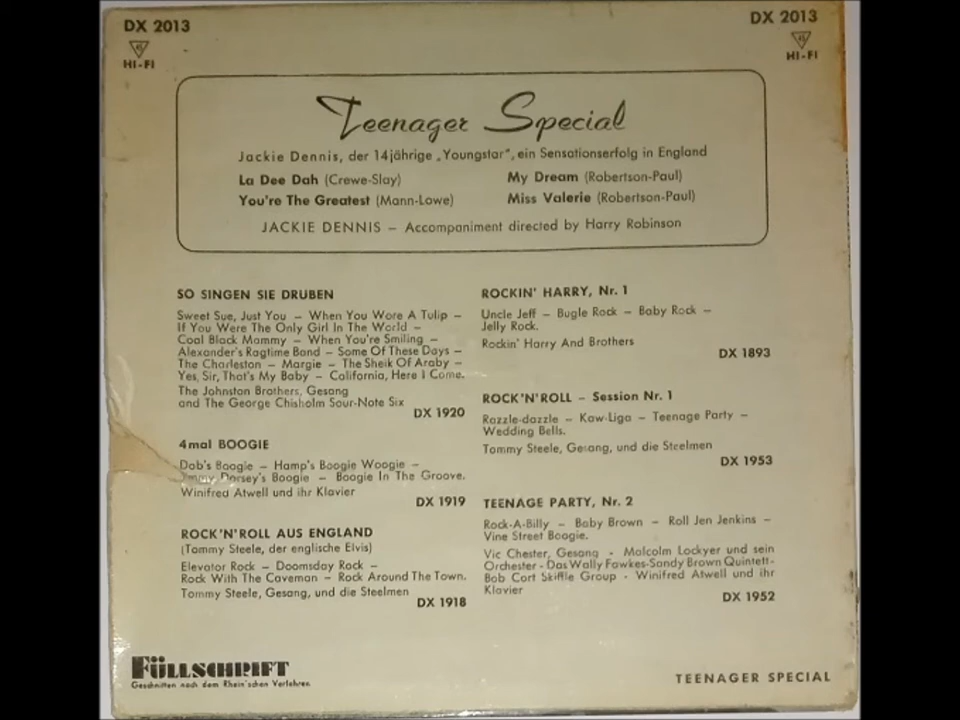 DX 2013
45
HI-FI
DX 2013
45
HI-FI
Teenager Special
Jackie Dennis, der 14jährige „Youngstar“, ein Sensationserfolg in England
La Dee Dah (Crewe-Slay)
My Dream (Robertson-Paul)
You're The Greatest (Mann-Lowe)
Miss Valerie (Robertson-Paul)
JACKIE DENNIS – Accompaniment directed by Harry Robinson
SO SINGEN SIE DRUBEN
Sweet Sue, Just You – When You Wore A Tulip –
If You Were The Only Girl In The World –
Coal Black Mammy – When You're Smiling –
Alexander's Ragtime Band – Some Of These Days –
The Charleston – Margie – The Sheik Of Araby –
Yes, Sir, That's My Baby – California, Here I Come.
The Johnston Brothers, Gesang
and The George Chisholm Sour-Note Six
DX 1920
4mal BOOGIE
Bob's Boogie – Hamp's Boogie Woogie –
Dorsey's Boogie – Boogie In The Groove.
Winifred Atwell und ihr Klavier
DX 1919
ROCK'N'ROLL AUS ENGLAND
(Tommy Steele, der englische Elvis)
Elevator Rock – Doomsday Rock –
Rock With The Caveman – Rock Around The Town.
Tommy Steele, Gesang, und die Steelmen
DX 1918
ROCKIN' HARRY, Nr. 1
Uncle Jeff – Bugle Rock – Baby Rock –
Jelly Rock.
Rockin' Harry And Brothers
DX 1893
ROCK'N'ROLL – Session Nr. 1
Razzle-dazzle – Kaw-Liga – Teenage Party –
Wedding Bells.
Tommy Steele, Gesang, und die Steelmen
DX 1953
TEENAGE PARTY, Nr. 2
Rock-A-Billy – Baby Brown – Roll Jen Jenkins –
Vine Street Boogie.
Vic Chester, Gesang - Malcolm Lockyer und sein
Orchester - Das Wally Fawkes-Sandy Brown Quintett-
Bob Cort Skiffle Group - Winifred Atwell und ihr
Klavier
DX 1952
FÜLLSCHRIFT
Geschnitten nach dem Rhein'schen Verfahren
TEENAGER SPECIAL